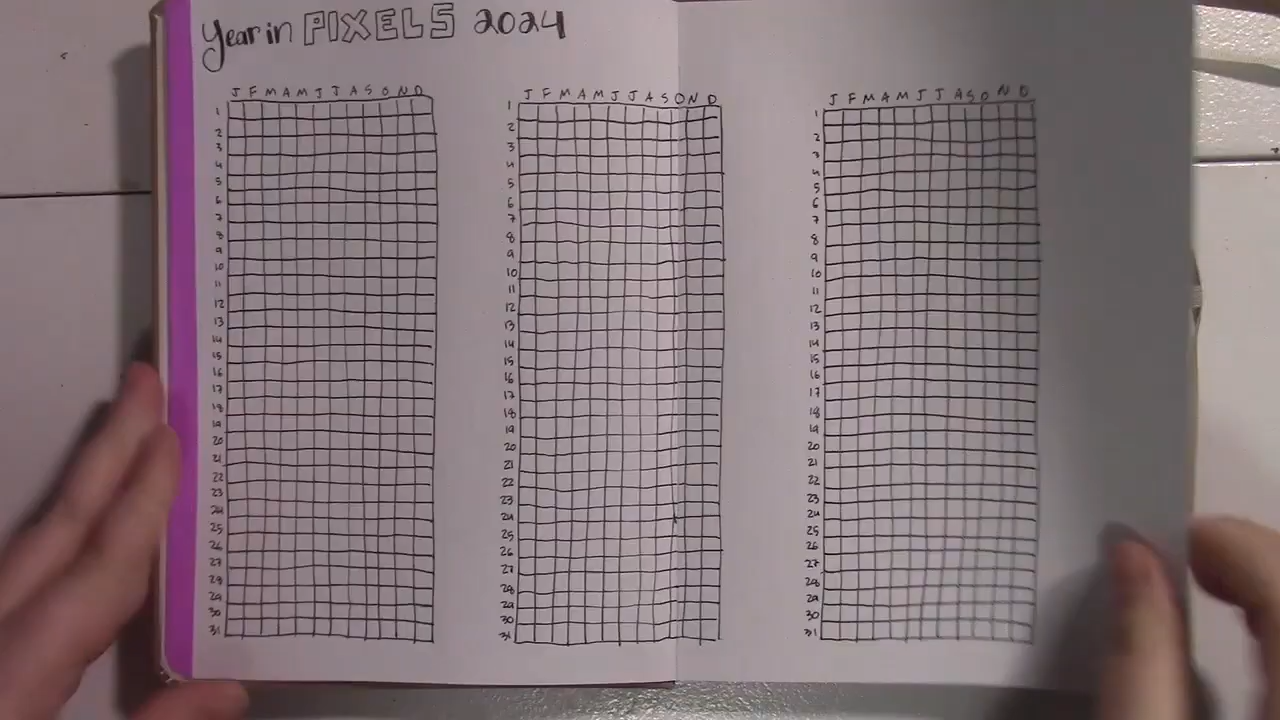 Year in PIXELS 2024
J F M A M J J A S O N D
J F M A M J J A S O N D
J F M A M J J A S O N D
1 1 1
2 2 2
3 3 3
4 4 4
5 5 5
6 6 6
7 7 7
8 8 8
9 9 9
10 10 10
11 11 11
12 12 12
13 13 13
14 14 14
15 15 15
16 16 16
17 17 17
18 18 18
19 19 19
20 20 20
21 21 21
22 22 22
23 23 23
24 24 24
25 25 25
26 26 26
27 27 27
28 28 28
29 29 29
30 30 30
31 31 31